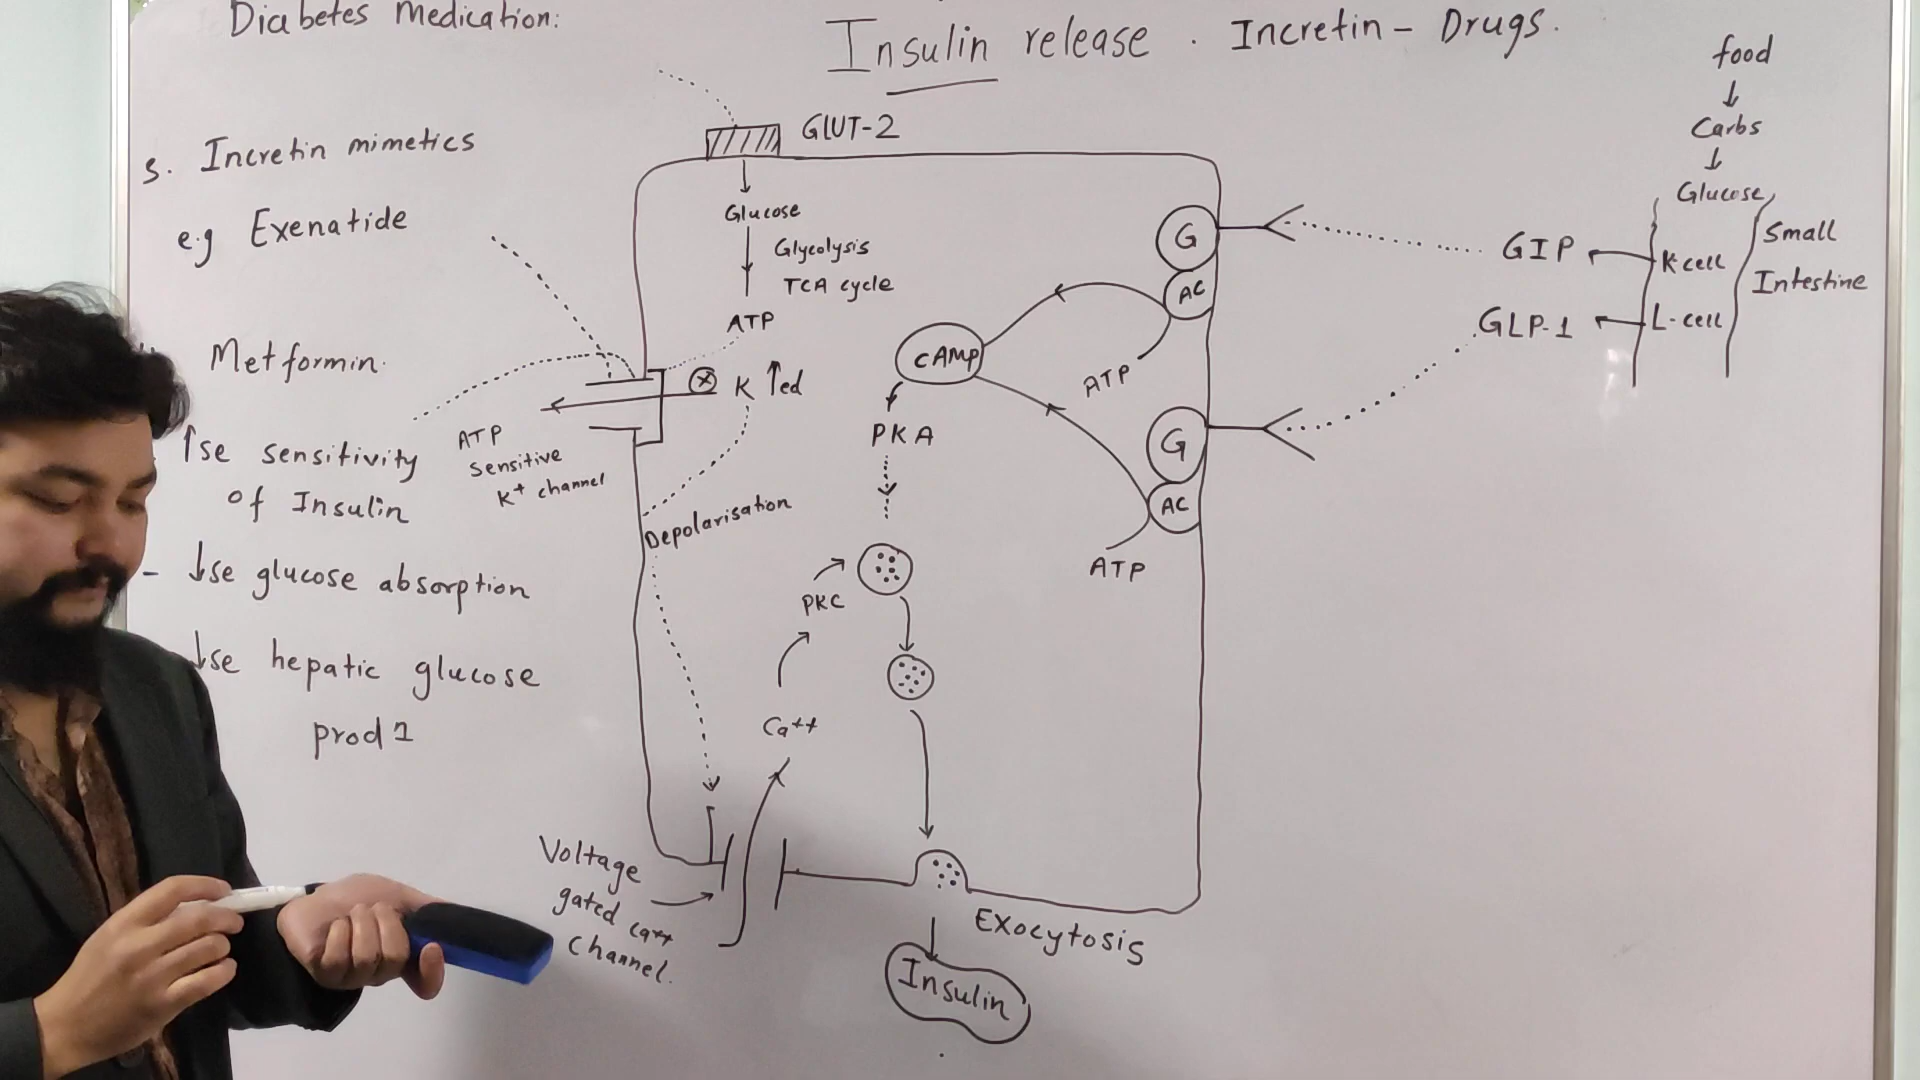 Diabetes Medication:
Insulin release . Incretin - Drugs.
5. Incretin mimetics
e.g Exenatide
Metformin.
↑se sensitivity
of Insulin
- ↓se glucose absorption
↓se hepatic glucose
prod1
GLUT-2
Glucose
Glycolysis
TCA cycle
ATP
K ↑ed
ATP
Sensitive
K+ channel
Depolarisation
Voltage
gated Ca++
Channel.
Ca++
PKC
cAMP
PKA
G
AC
ATP
G
AC
ATP
Exocytosis
Insulin
food
↓
Carbs
↓
Glucose
Small
Intestine
GIP ← K-cell
GLP-1 ← L-cell